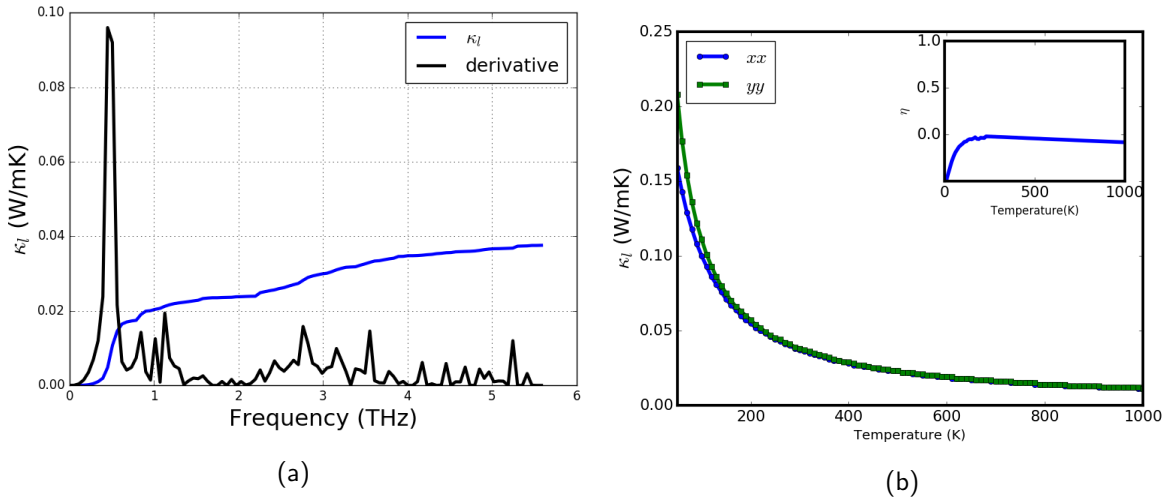 0.10
0.08
0.06
0.04
0.02
0.00
κl (W/mK)
κl
derivative
0 1 2 3 4 5 6
Frequency (THz)
(a)
0.25
0.20
0.15
0.10
0.05
0.00
κl (W/mK)
xx
yy
1.0
0.5
0.0
η
0 500 1000
Temperature(K)
200 400 600 800 1000
Temperature (K)
(b)